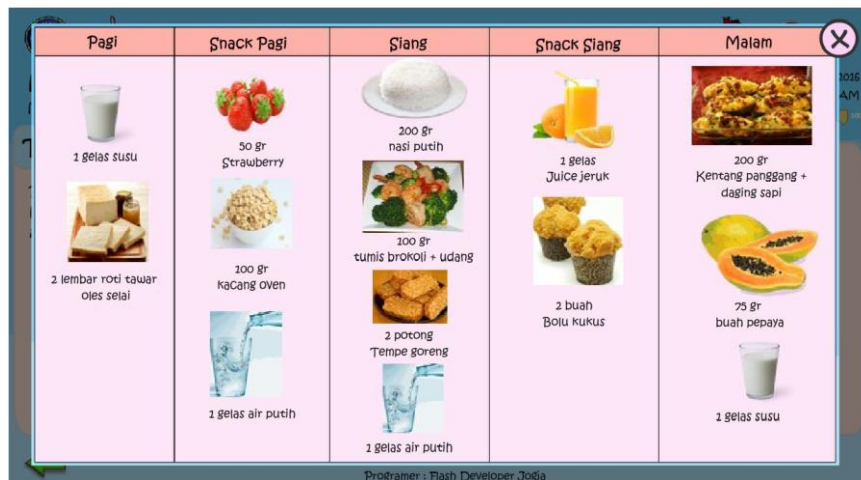 Pagi
Snack Pagi
Siang
Snack Siang
Malam
1 gelas susu
2 lembar roti tawar
oles selai
50 gr
Strawberry
100 gr
kacang oven
1 gelas air putih
200 gr
nasi putih
100 gr
tumis brokoli + udang
2 potong
Tempe goreng
1 gelas air putih
1 gelas
Juice jeruk
2 buah
Bolu kukus
200 gr
Kentang panggang +
daging sapi
75 gr
buah pepaya
1 gelas susu
X
2016
AM
Programer : Flash Developer Jogja